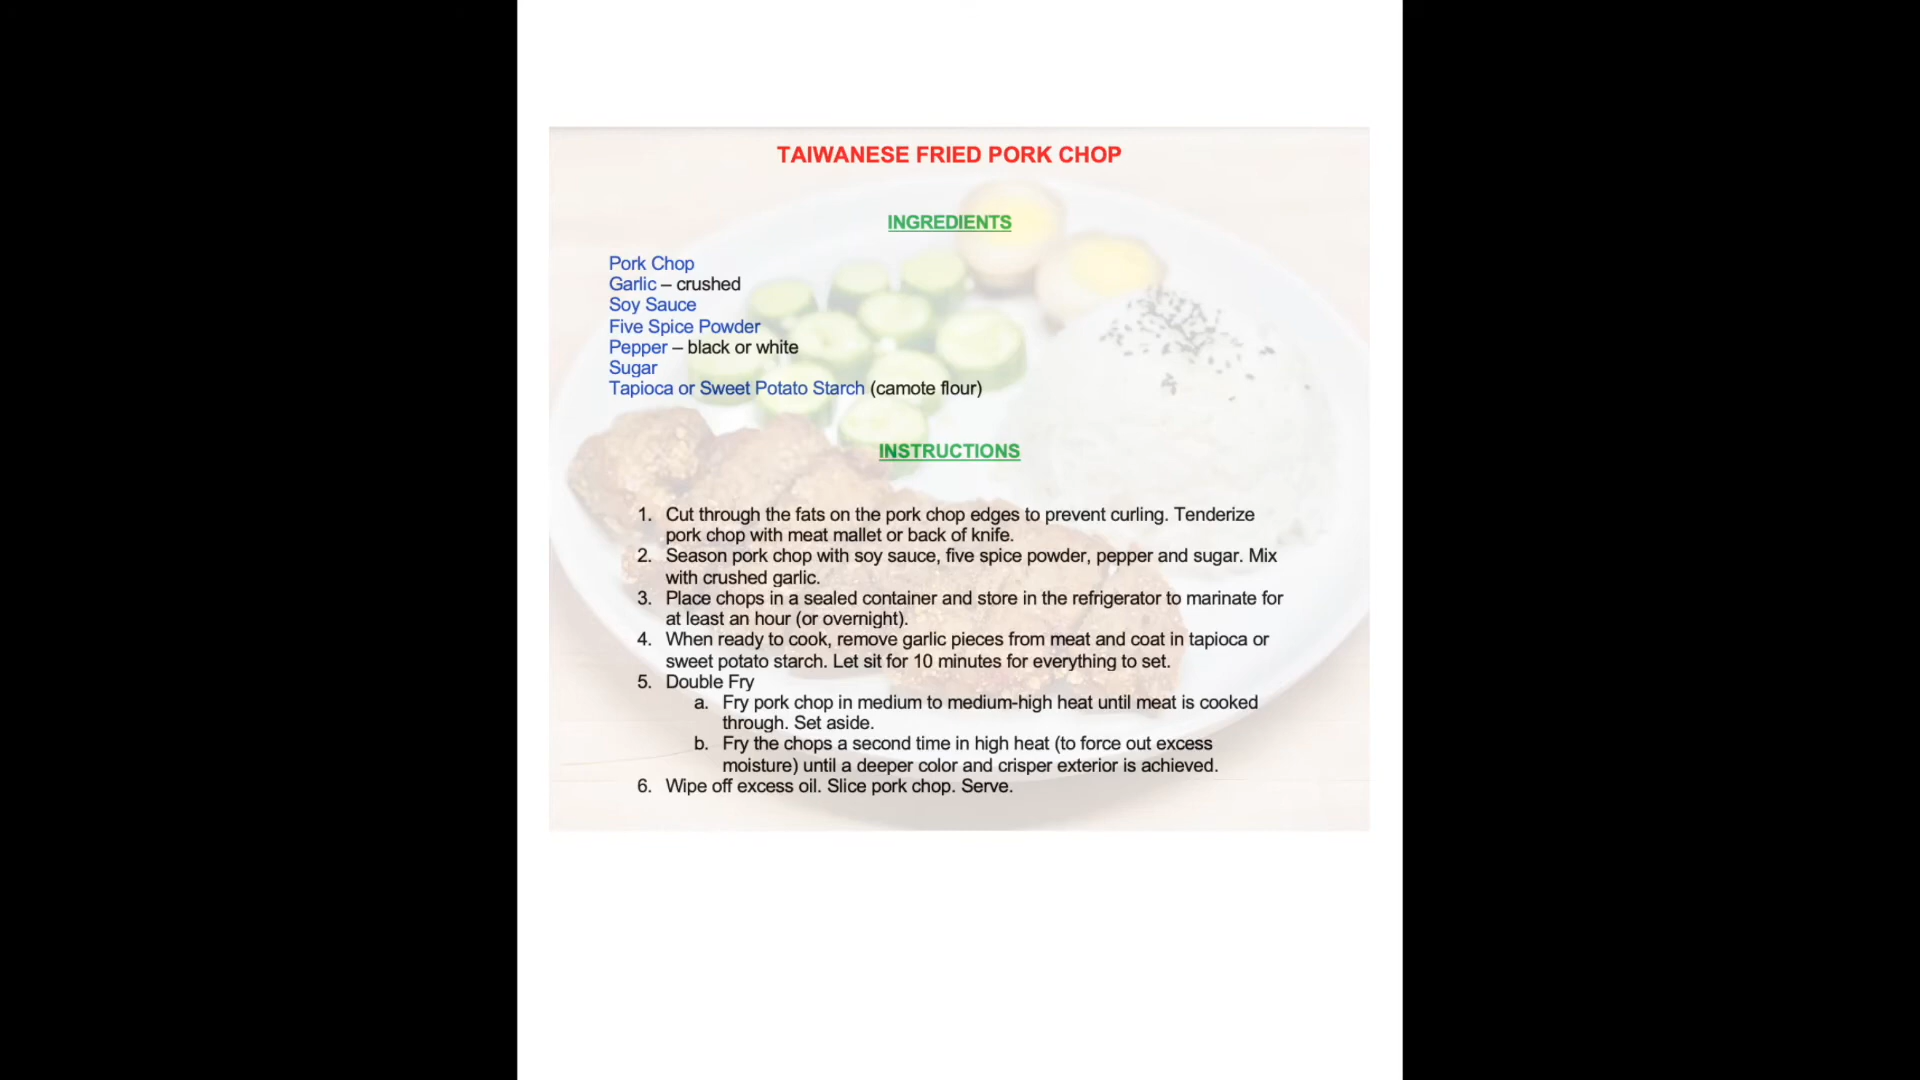 TAIWANESE FRIED PORK CHOP
INGREDIENTS
Pork Chop
Garlic – crushed
Soy Sauce
Five Spice Powder
Pepper – black or white
Sugar
Tapioca or Sweet Potato Starch (camote flour)
INSTRUCTIONS
1. Cut through the fats on the pork chop edges to prevent curling. Tenderize
pork chop with meat mallet or back of knife.
2. Season pork chop with soy sauce, five spice powder, pepper and sugar. Mix
with crushed garlic.
3. Place chops in a sealed container and store in the refrigerator to marinate for
at least an hour (or overnight).
4. When ready to cook, remove garlic pieces from meat and coat in tapioca or
sweet potato starch. Let sit for 10 minutes for everything to set.
5. Double Fry
a. Fry pork chop in medium to medium-high heat until meat is cooked
through. Set aside.
b. Fry the chops a second time in high heat (to force out excess
moisture) until a deeper color and crisper exterior is achieved.
6. Wipe off excess oil. Slice pork chop. Serve.